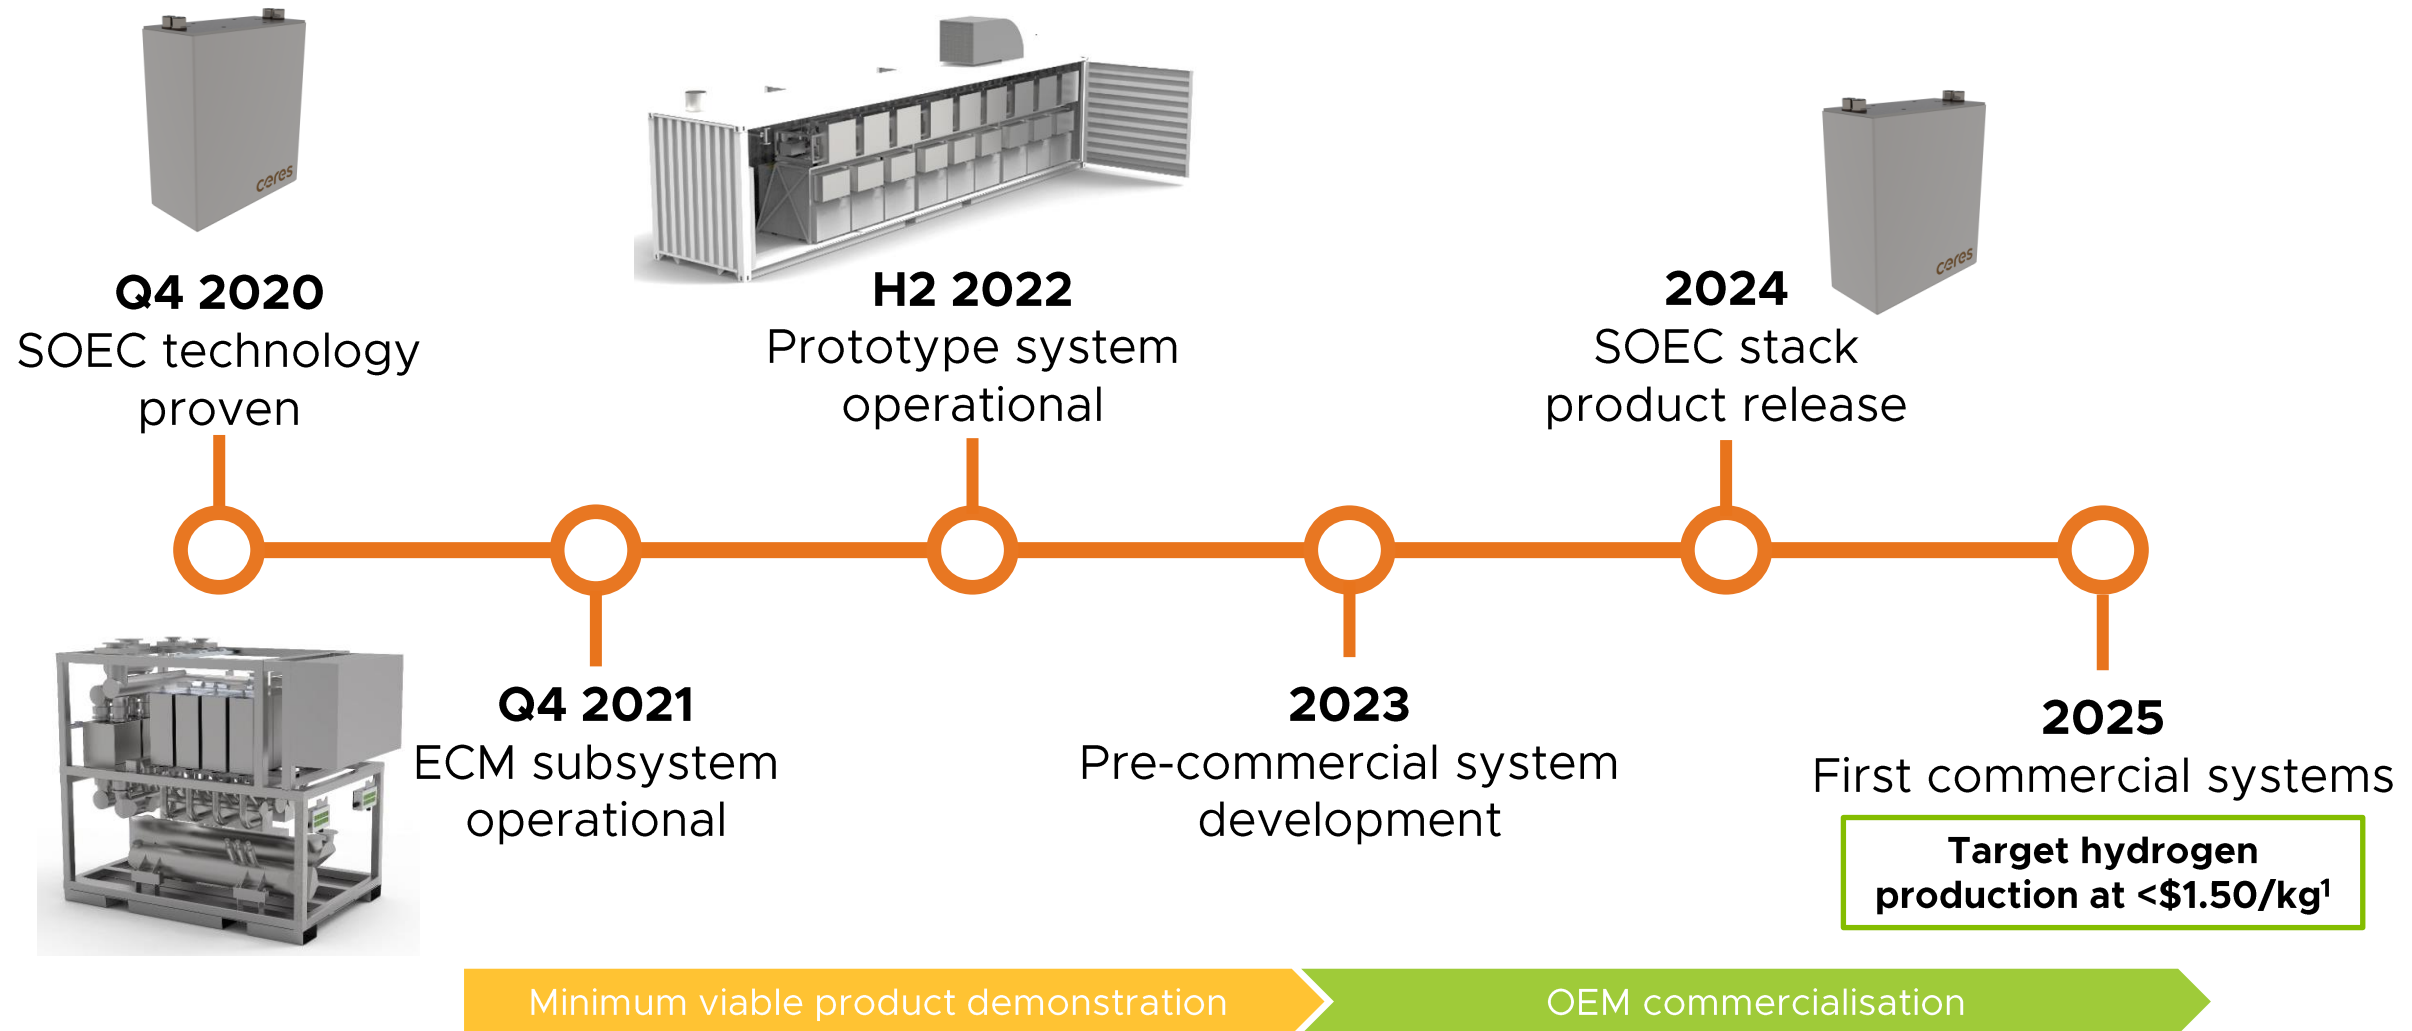 ceres
Q4 2020
SOEC technology
proven
H2 2022
Prototype system
operational
ceres
2024
SOEC stack
product release
Q4 2021
ECM subsystem
operational
2023
Pre-commercial system
development
2025
First commercial systems
Target hydrogen
production at <$1.50/kg¹
Minimum viable product demonstration
OEM commercialisation